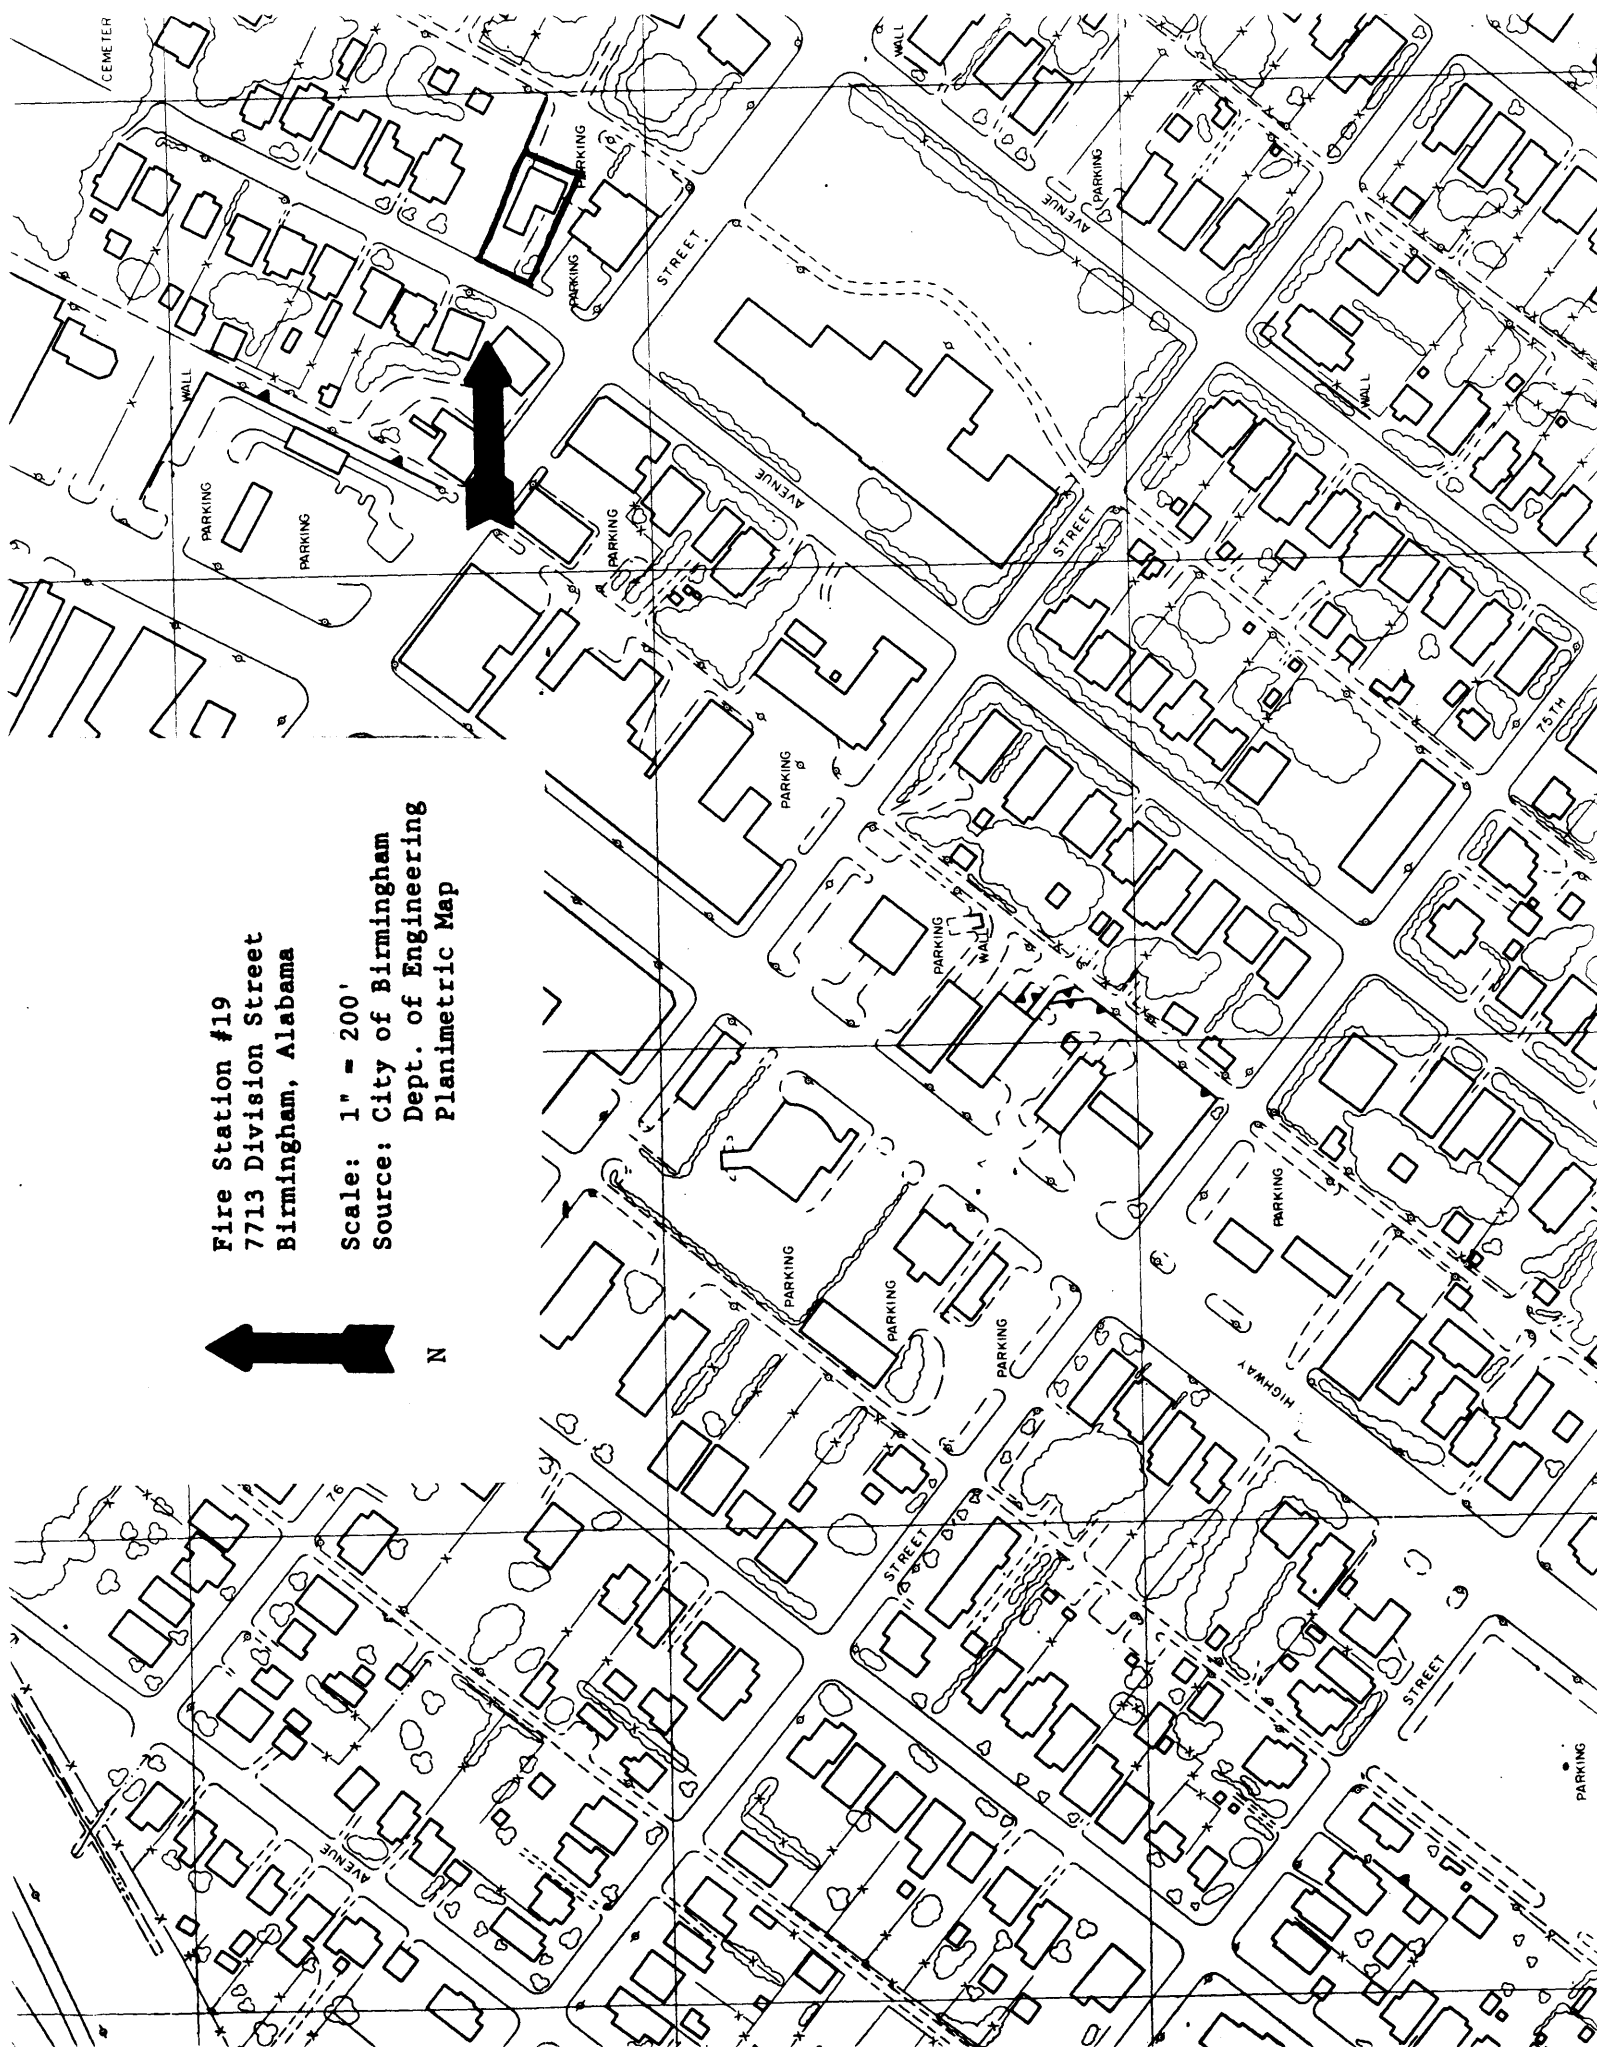 Fire Station #19
7713 Division Street
Birmingham, Alabama
Scale: 1" = 200'
Source: City of Birmingham
Dept. of Engineering
Planimetric Map
N
CEMETER
WALL
PARKING
PARKING
PARKING
PARKING
PARKING
STREET
AVENUE
WALL
AVENUE
PARKING
STREET
WALL
75TH
PARKING
PARKING
WALL
PARKING
PARKING
PARKING
PARKING
HIGHWAY
76
STREET
STREET
AVENUE
PARKING